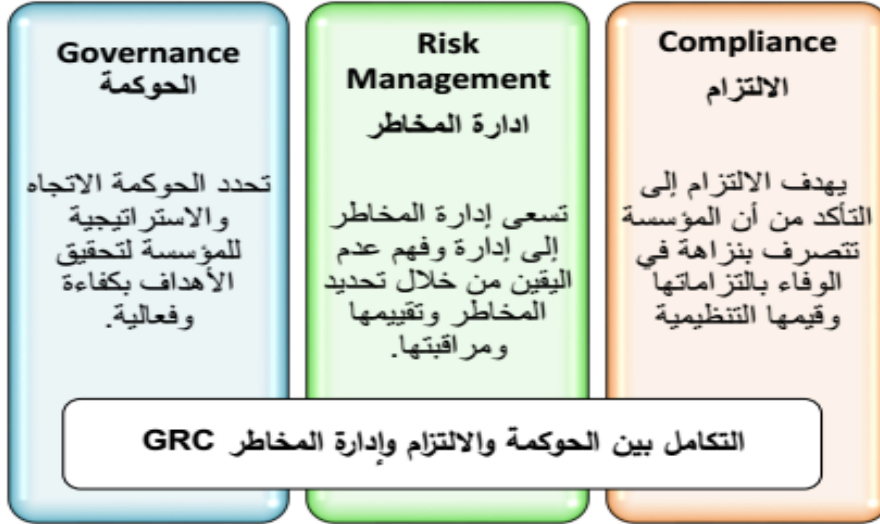 Governance
الحوكمة
تحدد الحوكمة الاتجاه
والاستراتيجية
للمؤسسة لتحقيق
الأهداف بكفاءة
وفعالية.
Risk
Management
ادارة المخاطر
تسعى إدارة المخاطر
إلى إدارة وفهم عدم
اليقين من خلال تحديد
المخاطر وتقييمها
ومراقبتها.
Compliance
الالتزام
يهدف الالتزام إلى
التأكد من أن المؤسسة
تتصرف بنزاهة في
الوفاء بالتزاماتها
وقيمها التنظيمية
التكامل بين الحوكمة والالتزام وإدارة المخاطر GRC